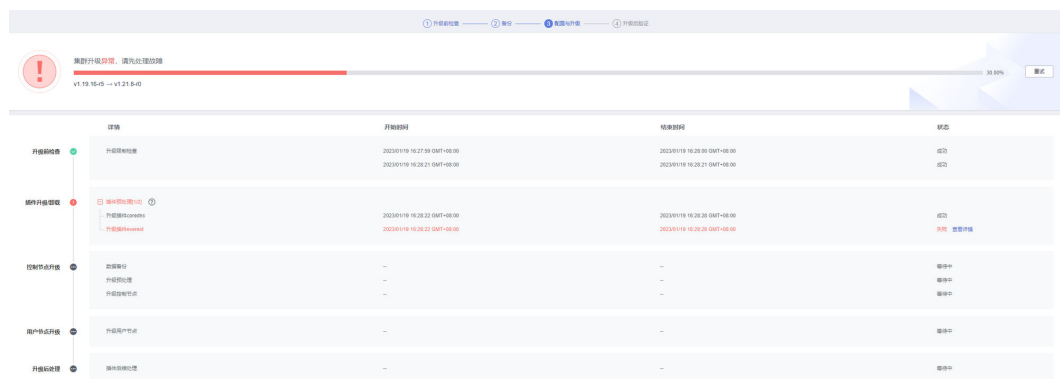 1 升级前检查 2 备份 3 配置与升级 4 升级后验证
集群升级异常，请先处理故障
30.00% 重试
v1.19.16-r5 → v1.21.8-r0
详情 开始时间 结束时间 状态
升级前检查 升级限制检查 2023/01/19 16:27:59 GMT+08:00 2023/01/19 16:28:00 GMT+08:00 成功
2023/01/19 16:28:21 GMT+08:00 2023/01/19 16:28:21 GMT+08:00 成功
插件升级/卸载 插件预处理(1/2)
升级插件coredns 2023/01/19 16:28:22 GMT+08:00 2023/01/19 16:28:28 GMT+08:00 成功
升级插件everest 2023/01/19 16:28:22 GMT+08:00 2023/01/19 16:28:28 GMT+08:00 失败 查看详情
控制节点升级 数据备份 -- -- 等待中
升级预处理 -- -- 等待中
升级控制节点 -- -- 等待中
用户节点升级 升级用户节点 -- -- 等待中
升级后处理 插件后续处理 -- -- 等待中